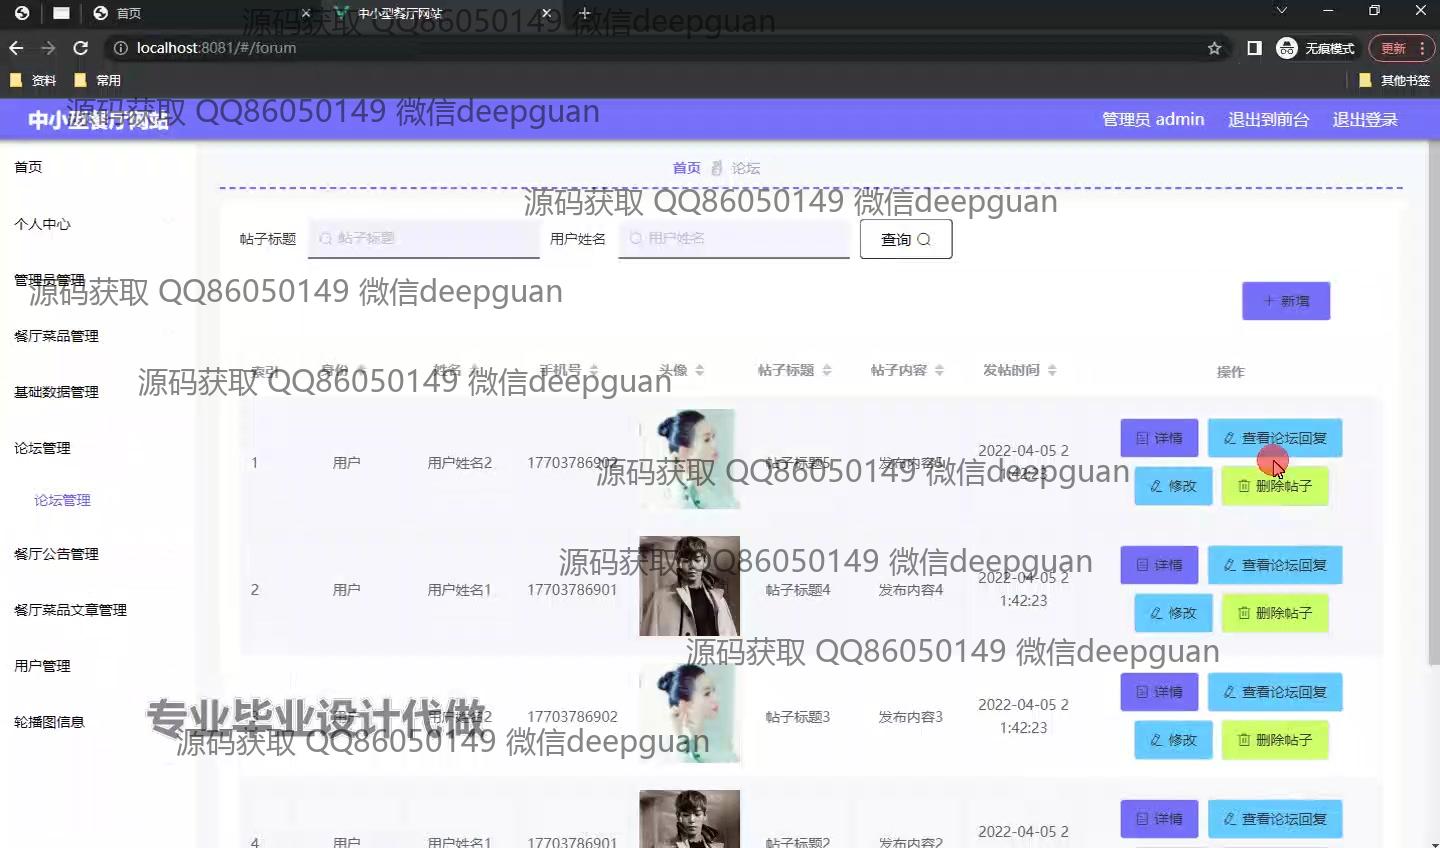 首页
中小型餐厅网站
源码获取 QQ86050149 微信deepguan
localhost:8081/#/forum
无痕模式
更新
资料
常用
其他书签
源码获取 QQ86050149 微信deepguan
中小型餐厅网站
管理员 admin
退出到前台
退出登录
首页
论坛
首页
个人中心
管理员管理
餐厅菜品管理
基础数据管理
论坛管理
论坛管理
餐厅公告管理
餐厅菜品文章管理
用户管理
轮播图信息
源码获取 QQ86050149 微信deepguan
帖子标题
帖子标题
用户姓名
用户姓名
查询
源码获取 QQ86050149 微信deepguan
+ 新增
索引 身份 姓名 手机号 头像 帖子标题 帖子内容 发帖时间 操作
源码获取 QQ86050149 微信deepguan
1 用户 用户姓名2 17703786902 帖子标题5 发布内容5 2022-04-05 2
1:42:23
详情 查看论坛回复
修改 删除帖子
源码获取 QQ86050149 微信deepguan
2 用户 用户姓名1 17703786901 帖子标题4 发布内容4 2022-04-05 2
1:42:23
详情 查看论坛回复
修改 删除帖子
源码获取 QQ86050149 微信deepguan
源码获取 QQ86050149 微信deepguan
3 用户 用户姓名2 17703786902 帖子标题3 发布内容3 2022-04-05 2
1:42:23
详情 查看论坛回复
修改 删除帖子
专业毕业设计代做
源码获取 QQ86050149 微信deepguan
4 用户 用户姓名1 17703786901 帖子标题2 发布内容2 2022-04-05 2
详情 查看论坛回复